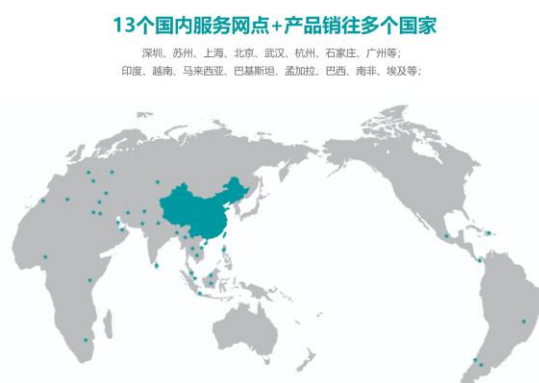 13个国内服务网点+产品销往多个国家
深圳、苏州、上海、北京、武汉、杭州、石家庄、广州等；
印度、越南、马来西亚、巴基斯坦、孟加拉、巴西、南非、埃及等；